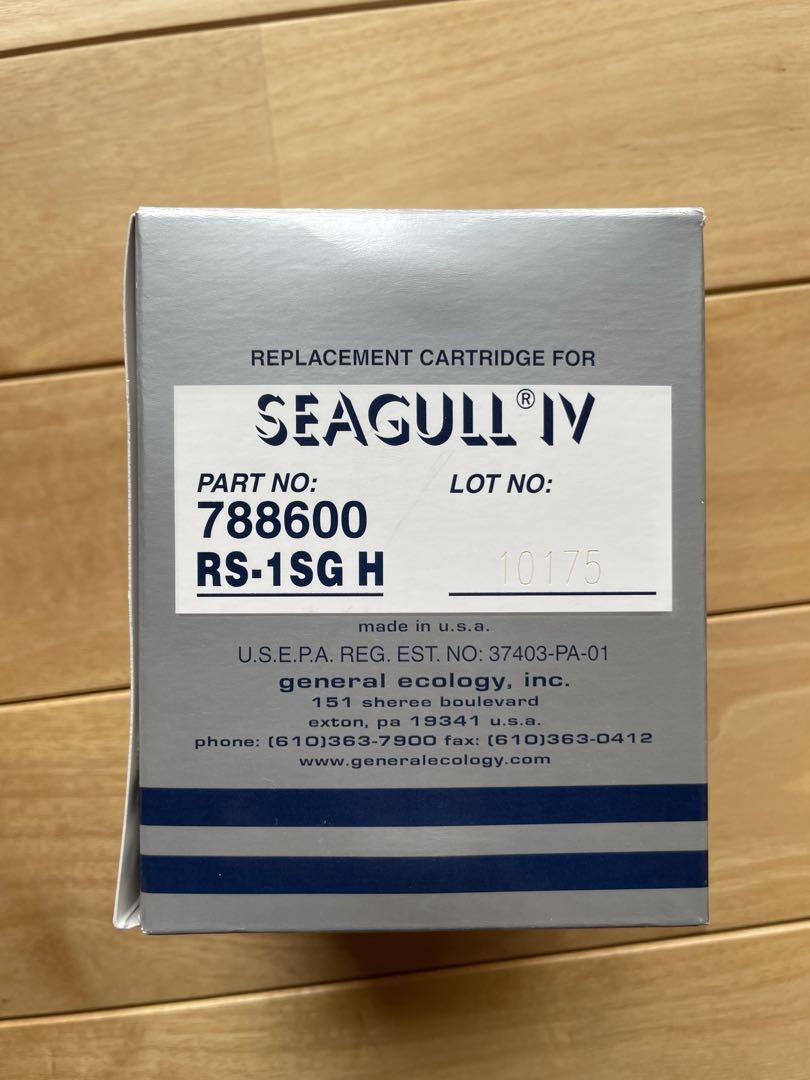 REPLACEMENT CARTRIDGE FOR
SEAGULL® IV
PART NO: LOT NO:
788600
RS-1SG H 10175
made in u.s.a.
U.S.E.P.A. REG. EST. NO: 37403-PA-01
general ecology, inc.
151 sheree boulevard
exton, pa 19341 u.s.a.
phone: (610)363-7900 fax: (610)363-0412
www.generalecology.com